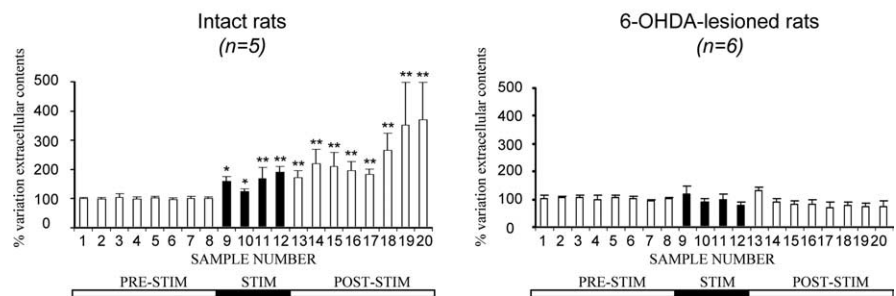 Intact rats
(n=5)
% variation extracellular contents
500
400
300
200
100
0
* * ** ** ** ** ** ** ** ** ** **
1 2 3 4 5 6 7 8 9 10 11 12 13 14 15 16 17 18 19 20
SAMPLE NUMBER
PRE-STIM STIM POST-STIM
6-OHDA-lesioned rats
(n=6)
% variation extracellular contents
500
400
300
200
100
0
1 2 3 4 5 6 7 8 9 10 11 12 13 14 15 16 17 18 19 20
SAMPLE NUMBER
PRE-STIM STIM POST-STIM